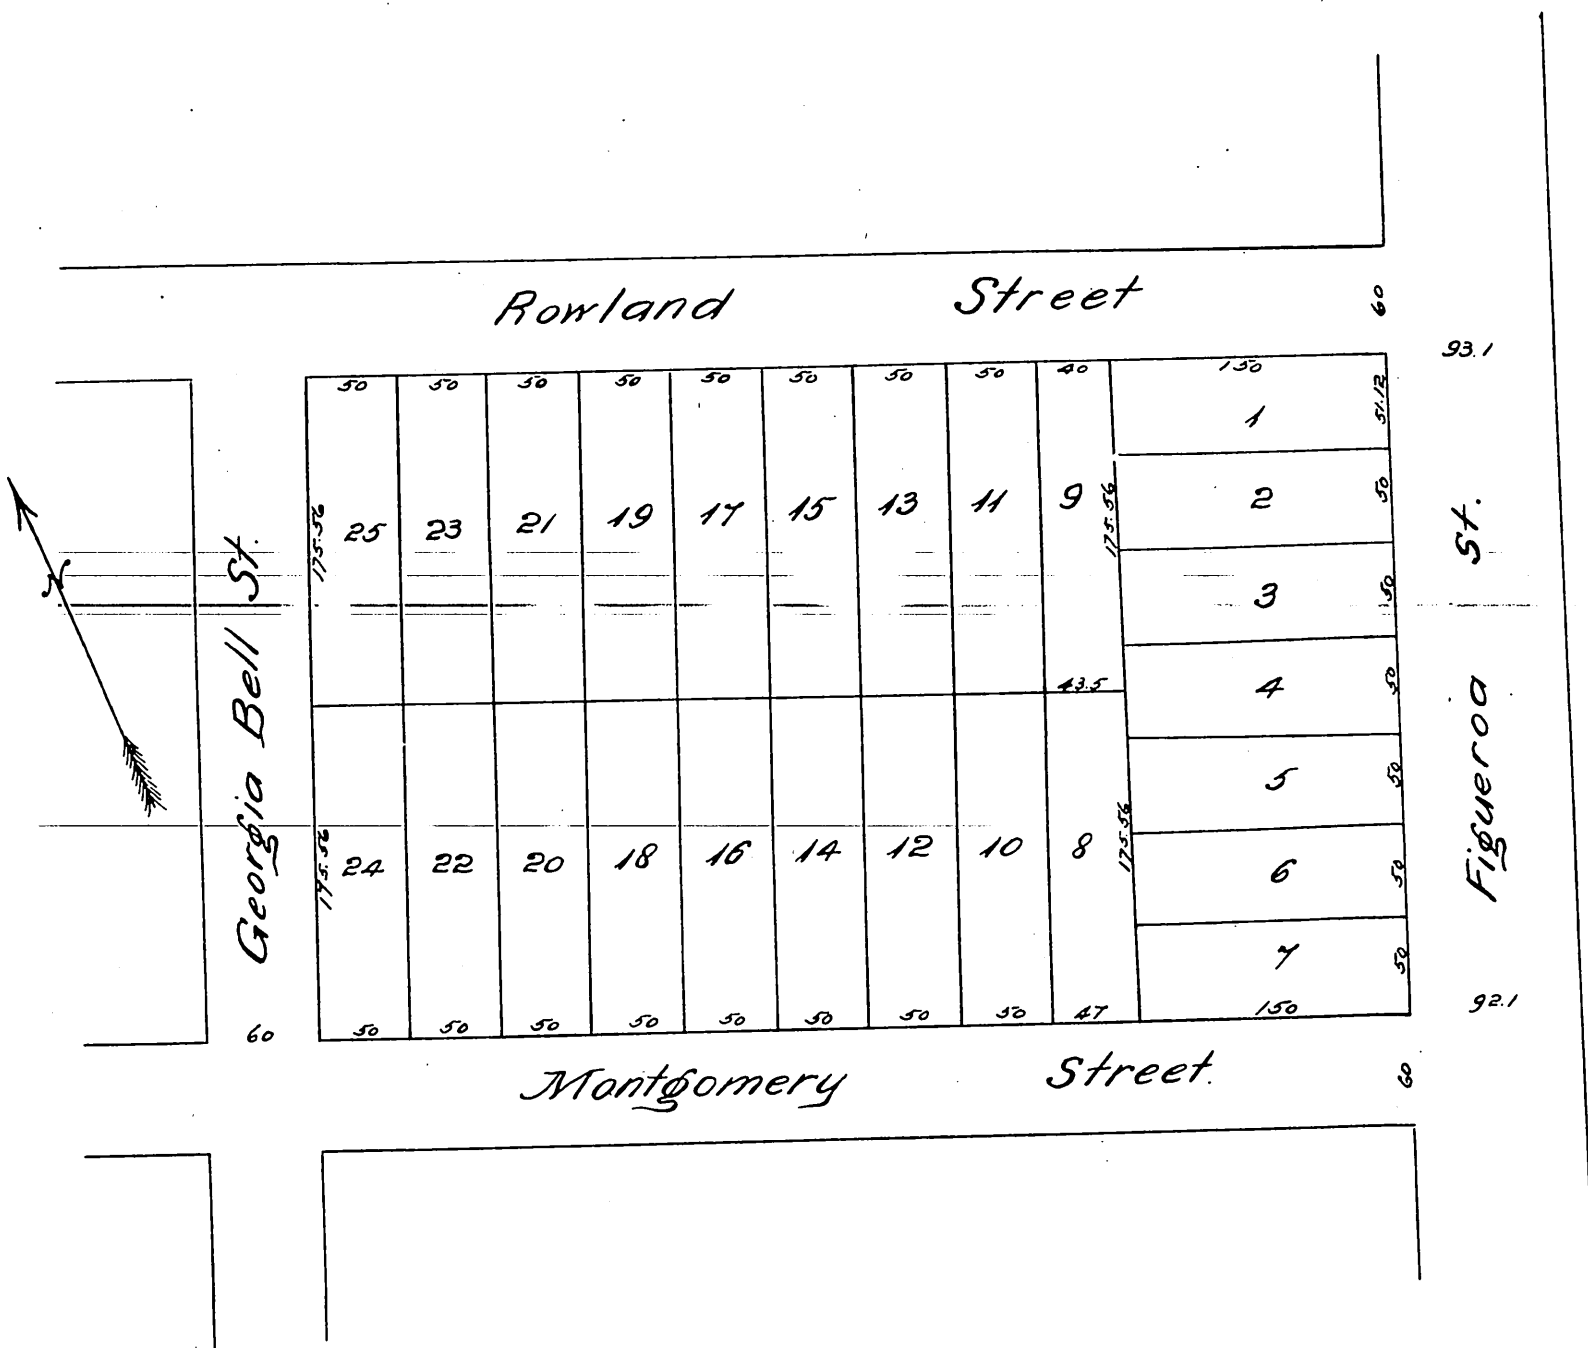 Rowland Street
60
93.1
50 50 50 50 50 50 50 50 40 150
51.12
1
175.56 25 23 21 19 17 15 13 11 9 175.56
2 50
3 50
N
43.5
4 50
5 50
175.56 24 22 20 18 16 14 12 10 8 175.56
6 50
7 50
Georgia Bell St.
Figueroa St.
60
50 50 50 50 50 50 50 50 47 150
92.1
Montgomery Street.
60